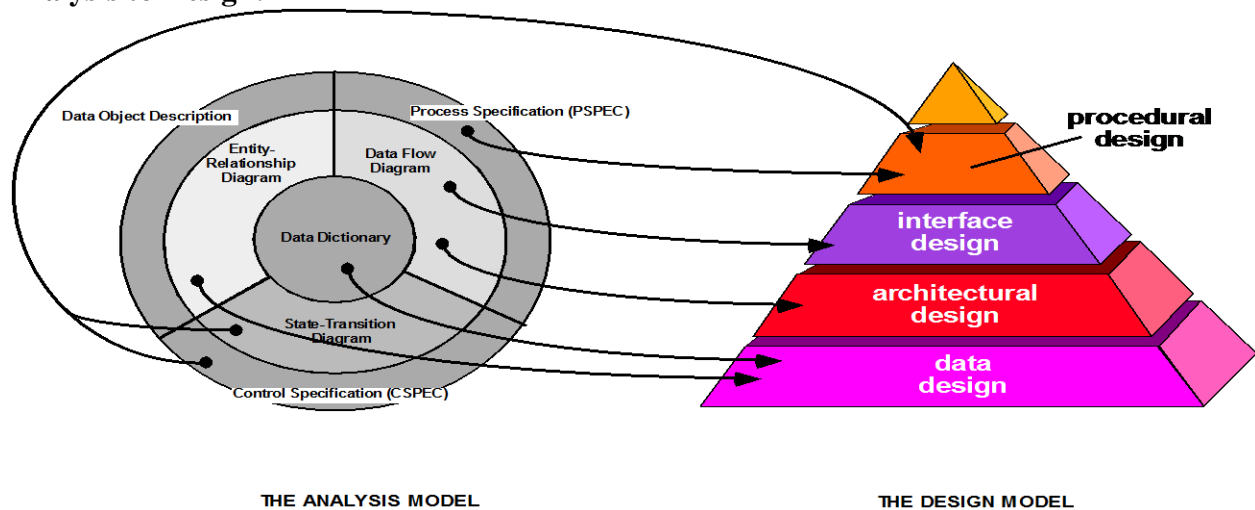 Process Specification (PSPEC)
Data Object Description
procedural
design
Entity-
Relationship
Diagram
Data Flow
Diagram
interface
design
Data Dictionary
architectural
design
State-Transition
Diagram
data
design
Control Specification (CSPEC)
THE ANALYSIS MODEL
THE DESIGN MODEL